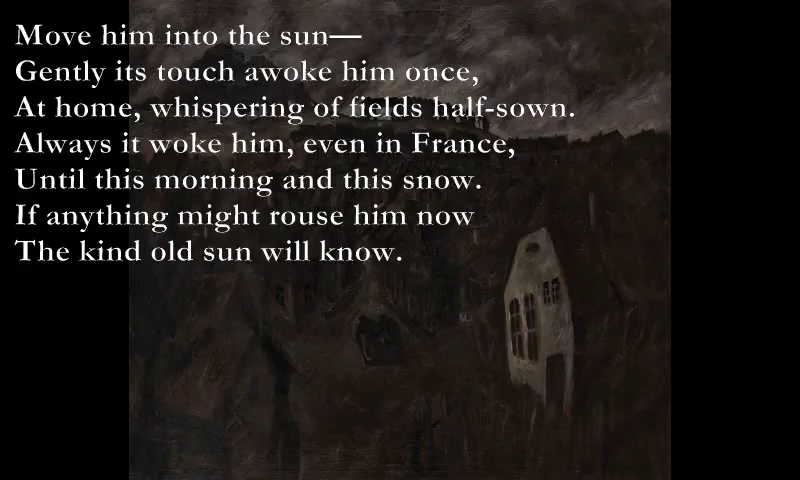 Move him into the sun—
Gently its touch awoke him once,
At home, whispering of fields half-sown.
Always it woke him, even in France,
Until this morning and this snow.
If anything might rouse him now
The kind old sun will know.